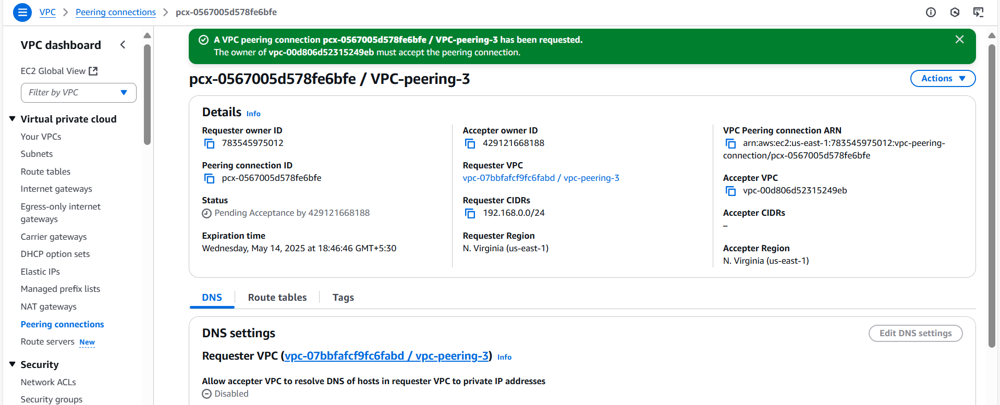 VPC > Peering connections > pcx-0567005d578fe6bfe
VPC dashboard
EC2 Global View
Filter by VPC
Virtual private cloud
Your VPCs
Subnets
Route tables
Internet gateways
Egress-only internet
gateways
Carrier gateways
DHCP option sets
Elastic IPs
Managed prefix lists
NAT gateways
Peering connections
Route servers New
Security
Network ACLs
Security groups
A VPC peering connection pcx-0567005d578fe6bfe / VPC-peering-3 has been requested.
The owner of vpc-00d806d52315249eb must accept the peering connection.
pcx-0567005d578fe6bfe / VPC-peering-3
Actions
Details Info
Requester owner ID
783545975012
Peering connection ID
pcx-0567005d578fe6bfe
Status
Pending Acceptance by 429121668188
Expiration time
Wednesday, May 14, 2025 at 18:46:46 GMT+5:30
Accepter owner ID
429121668188
Requester VPC
vpc-07bbfafcf9fc6fabd / vpc-peering-3
Requester CIDRs
192.168.0.0/24
Requester Region
N. Virginia (us-east-1)
VPC Peering connection ARN
arn:aws:ec2:us-east-1:783545975012:vpc-peering-
connection/pcx-0567005d578fe6bfe
Accepter VPC
vpc-00d806d52315249eb
Accepter CIDRs
–
Accepter Region
N. Virginia (us-east-1)
DNS
Route tables
Tags
DNS settings
Edit DNS settings
Requester VPC (vpc-07bbfafcf9fc6fabd / vpc-peering-3) Info
Allow accepter VPC to resolve DNS of hosts in requester VPC to private IP addresses
Disabled